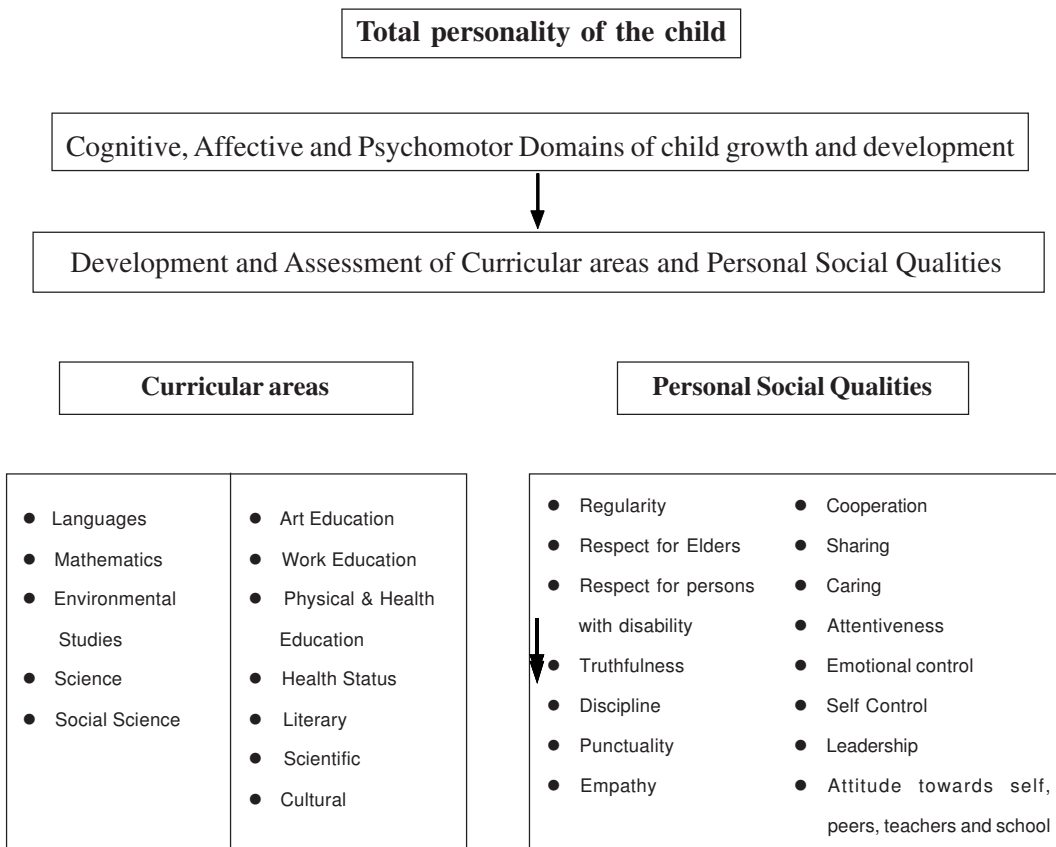 Total personality of the child
Cognitive, Affective and Psychomotor Domains of child growth and development
Development and Assessment of Curricular areas and Personal Social Qualities
Curricular areas
● Languages
● Mathematics
● Environmental
Studies
● Science
● Social Science
● Art Education
● Work Education
● Physical & Health
Education
● Health Status
● Literary
● Scientific
● Cultural
Personal Social Qualities
● Regularity
● Respect for Elders
● Respect for persons
with disability
● Truthfulness
● Discipline
● Punctuality
● Empathy
● Cooperation
● Sharing
● Caring
● Attentiveness
● Emotional control
● Self Control
● Leadership
● Attitude towards self,
peers, teachers and school